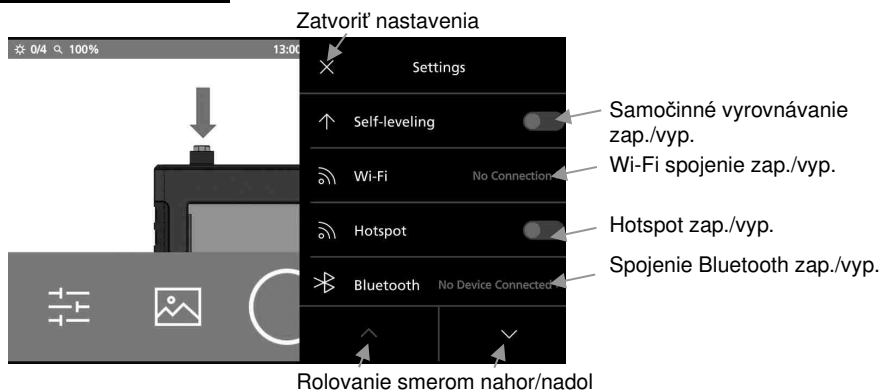 Zatvoriť nastavenia
0/4 100% 13:00
Settings
Self-leveling
Samočinné vyrovnávanie
zap./vyp.
Wi-Fi No Connection
Wi-Fi spojenie zap./vyp.
Hotspot
Hotspot zap./vyp.
Bluetooth No Device Connected
Spojenie Bluetooth zap./vyp.
Rolovanie smerom nahor/nadol